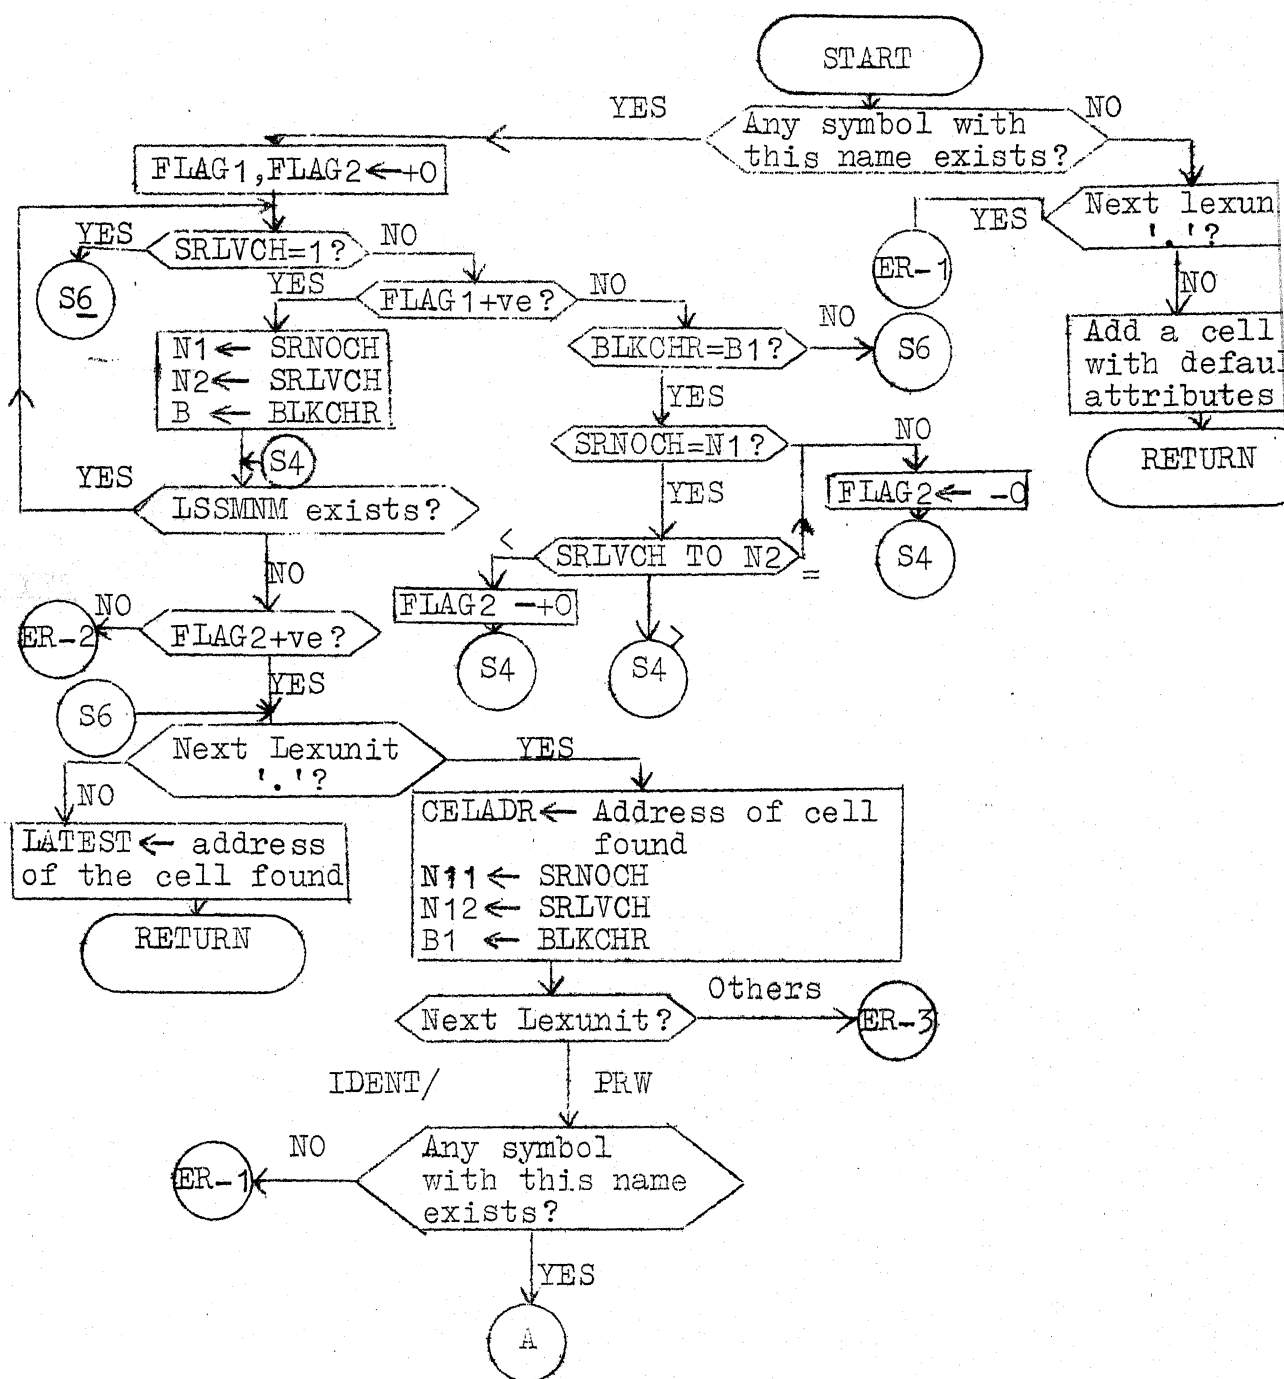 START
YES
Any symbol with
this name exists?
NO
FLAG1,FLAG2←+0
YES
Next lexun
'.'?
YES
SRLVCH=1?
NO
ER-1
S6
YES
FLAG1+ve?
NO
NO
N1← SRNOCH
N2← SRLVCH
B ← BLKCHR
BLKCHR=B1?
NO
S6
Add a cell
with defaul
attributes
YES
SRNOCH=N1?
NO
S4
RETURN
YES
LSSMNM exists?
YES
FLAG2← -0
<
SRLVCH TO N2
=
S4
NO
FLAG2 -+0
NO
ER-2
FLAG2+ve?
>
S4
S4
YES
S6
Next Lexunit
'.'?
YES
NO
LATEST← address
of the cell found
CELADR← Address of cell
found
N11← SRNOCH
N12← SRLVCH
B1 ← BLKCHR
RETURN
Others
Next Lexunit?
ER-3
IDENT/ PRW
NO
Any symbol
with this name
exists?
ER-1
YES
A